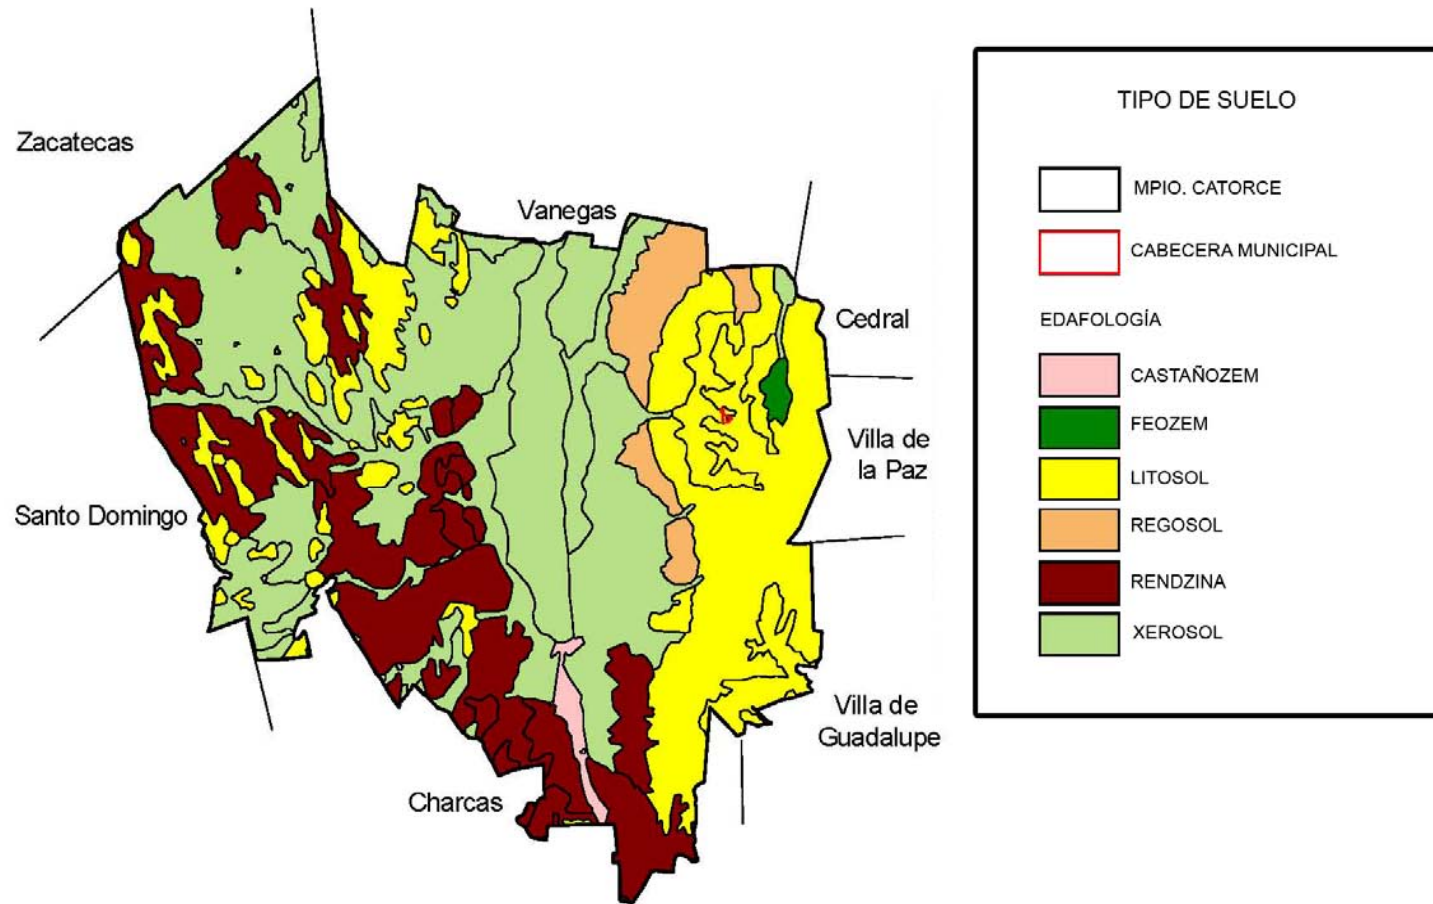 Zacatecas
Vanegas
Cedral
Villa de
la Paz
Santo Domingo
Villa de
Guadalupe
Charcas
TIPO DE SUELO
MPIO. CATORCE
CABECERA MUNICIPAL
EDAFOLOGÍA
CASTAÑOZEM
FEOZEM
LITOSOL
REGOSOL
RENDZINA
XEROSOL